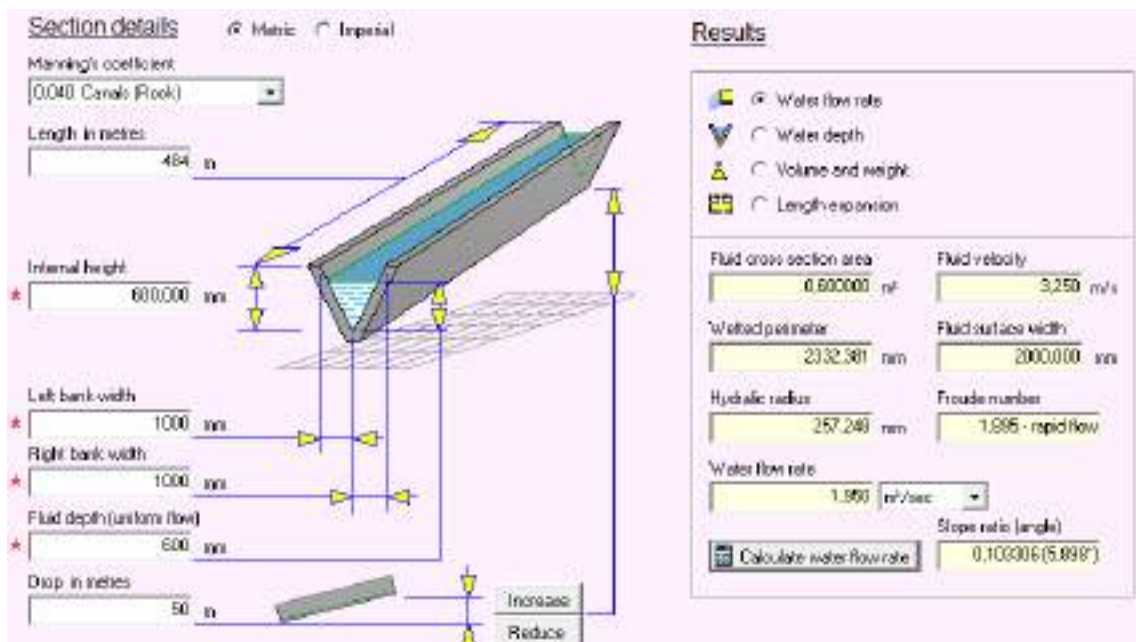 Section details
Metric
Imperial
Manning's coefficient
0,040 Canals (Rock)
Length in metres
484 m
Internal height
* 600,000 mm
Left bank width
* 1000 mm
Right bank width
* 1000 mm
Fluid depth (uniform flow)
* 600 mm
Drop in metres
50 m
Increase
Reduce
Results
Water flow rate
Water depth
Volume and weight
Length expansion
Fluid cross section area
0,600000 m²
Fluid velocity
3,250 m/s
Wetted perimeter
2332,381 mm
Fluid surface width
2000,000 mm
Hydralic radius
257,248 mm
Froude number
1,895 - rapid flow
Water flow rate
1,950 m³/sec
Slope ratio (angle)
Calculate water flow rate
0,103306 (5,898°)